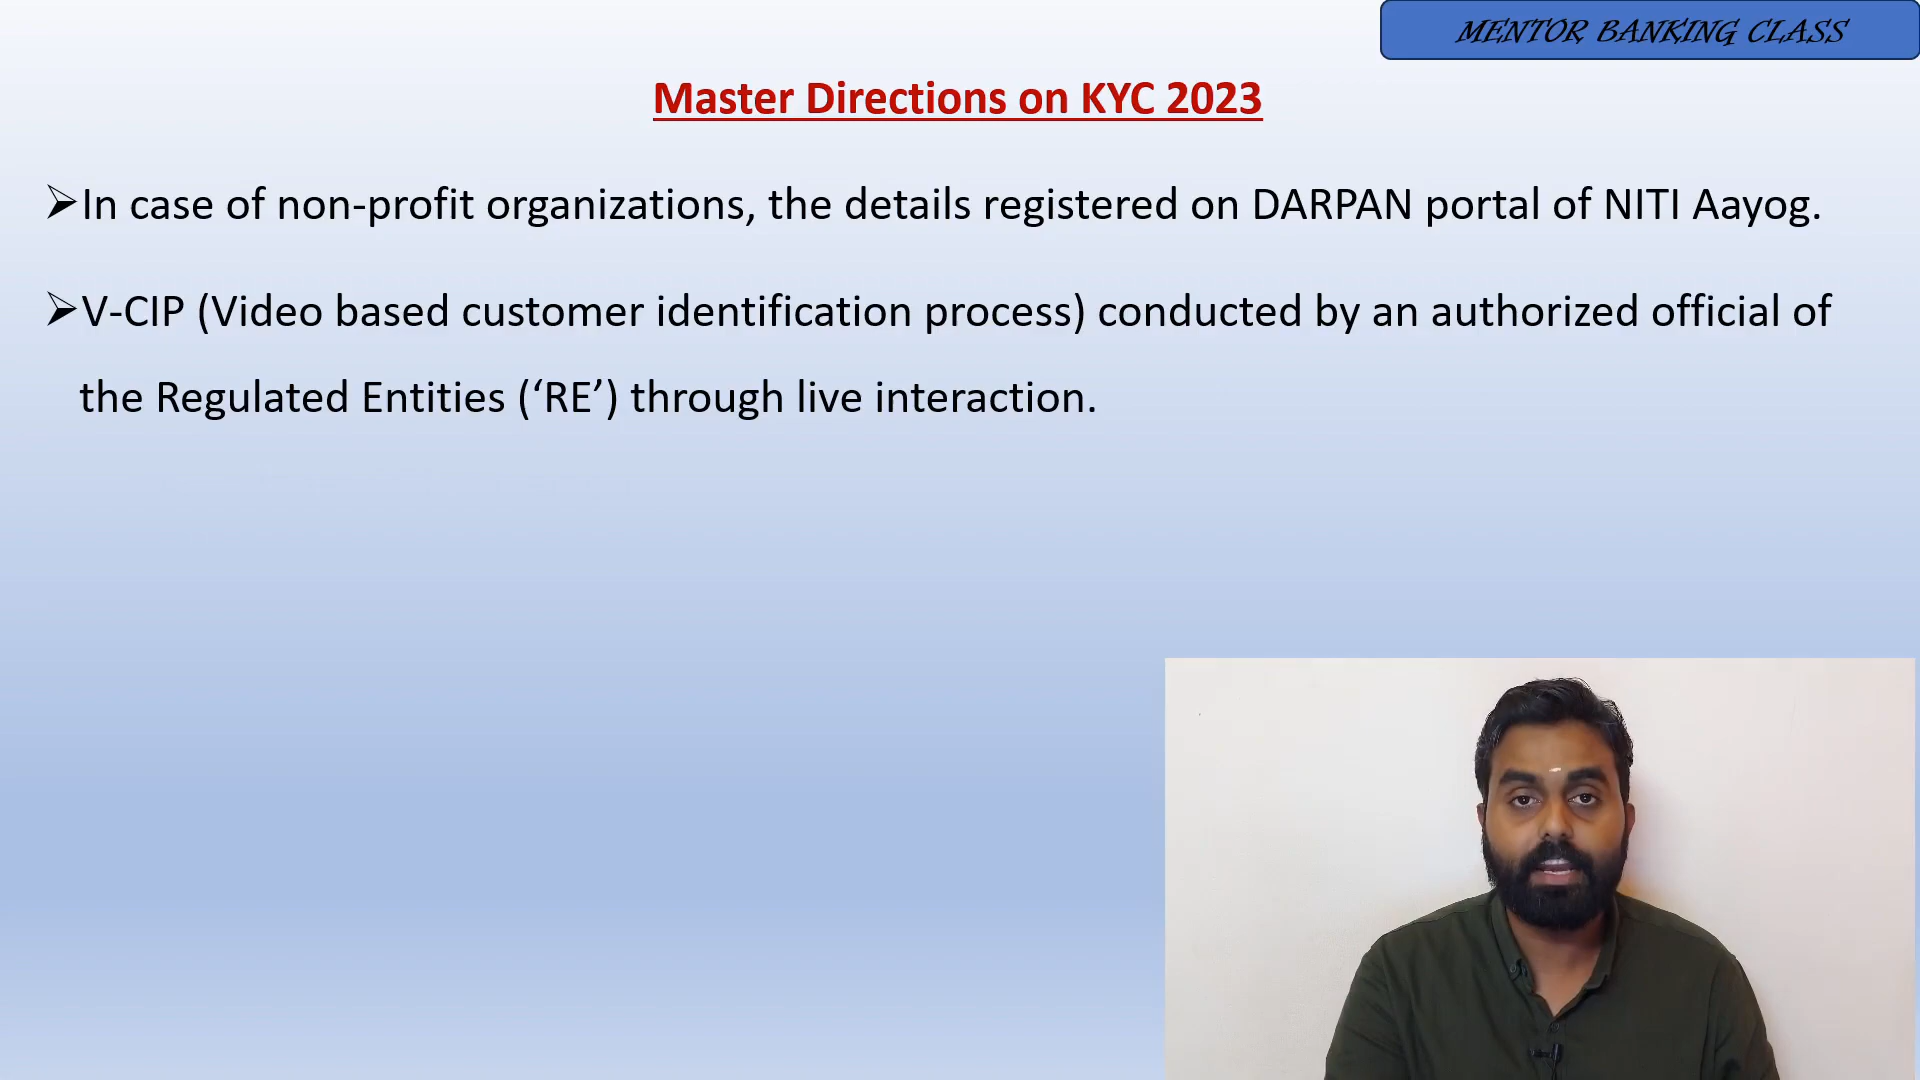 MENTOR BANKING CLASS
Master Directions on KYC 2023
➢In case of non-profit organizations, the details registered on DARPAN portal of NITI Aayog.
➢V-CIP (Video based customer identification process) conducted by an authorized official of
the Regulated Entities (‘RE’) through live interaction.